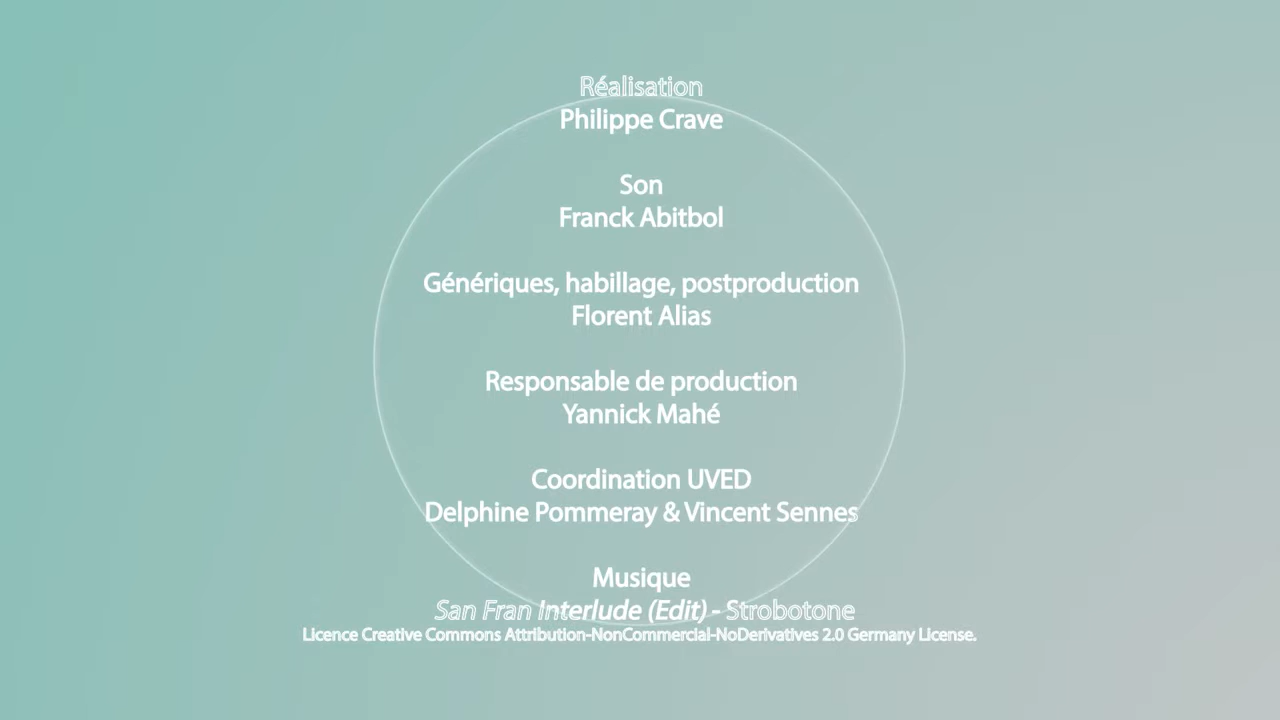 Réalisation
Philippe Crave
Son
Franck Abitbol
Génériques, habillage, postproduction
Florent Alias
Responsable de production
Yannick Mahé
Coordination UVED
Delphine Pommeray & Vincent Sennes
Musique
San Fran Interlude (Edit) - Strobotone
Licence Creative Commons Attribution-NonCommercial-NoDerivatives 2.0 Germany License.